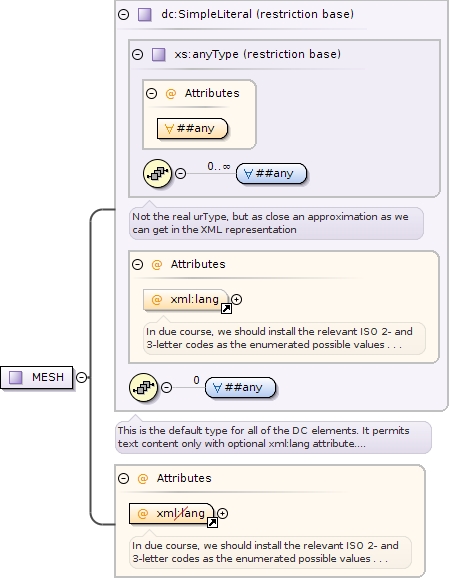 dc:SimpleLiteral (restriction base)
xs:anyType (restriction base)
@ Attributes
∀ ##any
0..∞
∀ ##any
Not the real urType, but as close an approximation as we
can get in the XML representation
@ Attributes
@ xml:lang
In due course, we should install the relevant ISO 2- and
3-letter codes as the enumerated possible values . . .
MESH
0
∀ ##any
This is the default type for all of the DC elements. It permits
text content only with optional xml:lang attribute....
@ Attributes
@ xml:lang
In due course, we should install the relevant ISO 2- and
3-letter codes as the enumerated possible values . . .